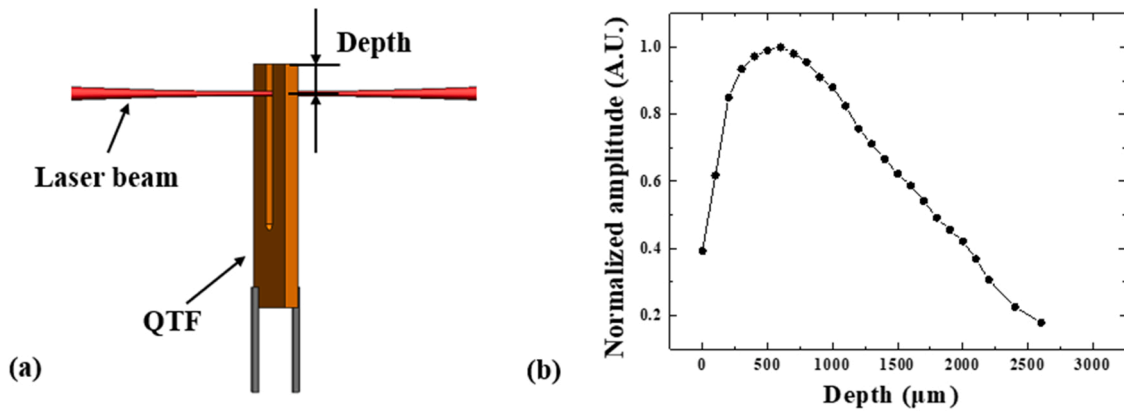 Depth
Laser beam
QTF
(a)
Normalized amplitude (A.U.)
1.0
0.8
0.6
0.4
0.2
0 500 1000 1500 2000 2500 3000
Depth (μm)
(b)